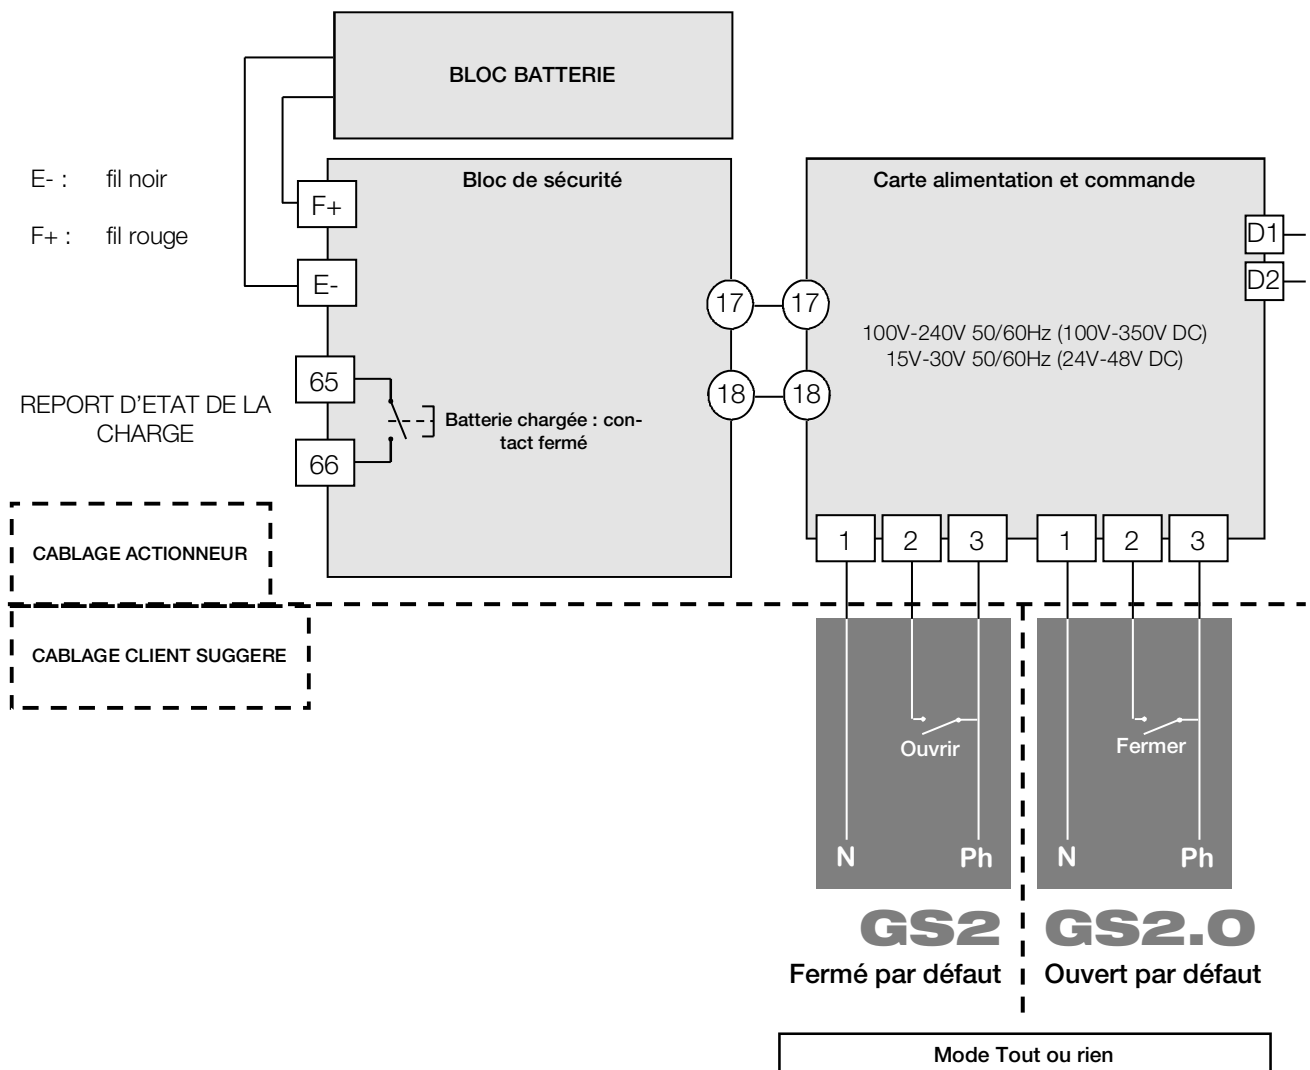 BLOC BATTERIE
E- : fil noir
F+ : fil rouge
Bloc de sécurité
F+
E-
65
66
REPORT D'ETAT DE LA
CHARGE
Batterie chargée : con-
tact fermé
17
18
Carte alimentation et commande
17
18
D1
D2
100V-240V 50/60Hz (100V-350V DC)
15V-30V 50/60Hz (24V-48V DC)
1 2 3 1 2 3
CABLAGE ACTIONNEUR
CABLAGE CLIENT SUGGERE
Ouvrir
Fermer
N Ph
N Ph
GS2
Fermé par défaut
GS2.0
Ouvert par défaut
Mode Tout ou rien